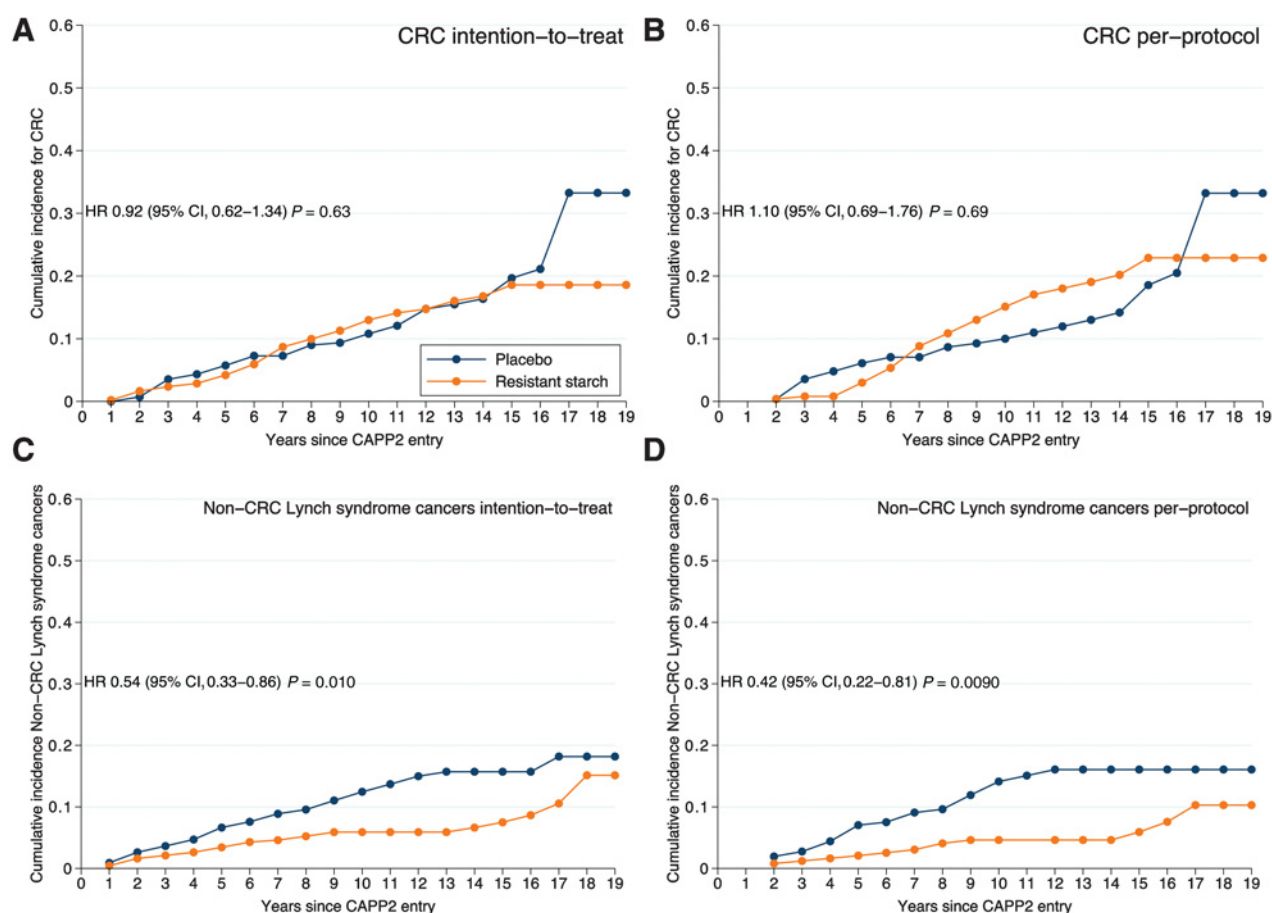 A
CRC intention–to–treat
0.6
0.5
0.4
0.3
0.2
0.1
0
Cumulative incidence for CRC
HR 0.92 (95% CI, 0.62–1.34) P = 0.63
Placebo
Resistant starch
0 1 2 3 4 5 6 7 8 9 10 11 12 13 14 15 16 17 18 19
Years since CAPP2 entry
B
CRC per–protocol
0.6
0.5
0.4
0.3
0.2
0.1
0
Cumulative incidence for CRC
HR 1.10 (95% CI, 0.69–1.76) P = 0.69
0 1 2 3 4 5 6 7 8 9 10 11 12 13 14 15 16 17 18 19
Years since CAPP2 entry
C
Non–CRC Lynch syndrome cancers intention–to–treat
0.6
0.5
0.4
0.3
0.2
0.1
0
Cumulative incidence Non–CRC Lynch syndrome cancers
HR 0.54 (95% CI, 0.33–0.86) P = 0.010
0 1 2 3 4 5 6 7 8 9 10 11 12 13 14 15 16 17 18 19
Years since CAPP2 entry
D
Non–CRC Lynch syndrome cancers per–protocol
0.6
0.5
0.4
0.3
0.2
0.1
0
Cumulative incidence Non–CRC Lynch syndrome cancers
HR 0.42 (95% CI, 0.22–0.81) P = 0.0090
0 1 2 3 4 5 6 7 8 9 10 11 12 13 14 15 16 17 18 19
Years since CAPP2 entry